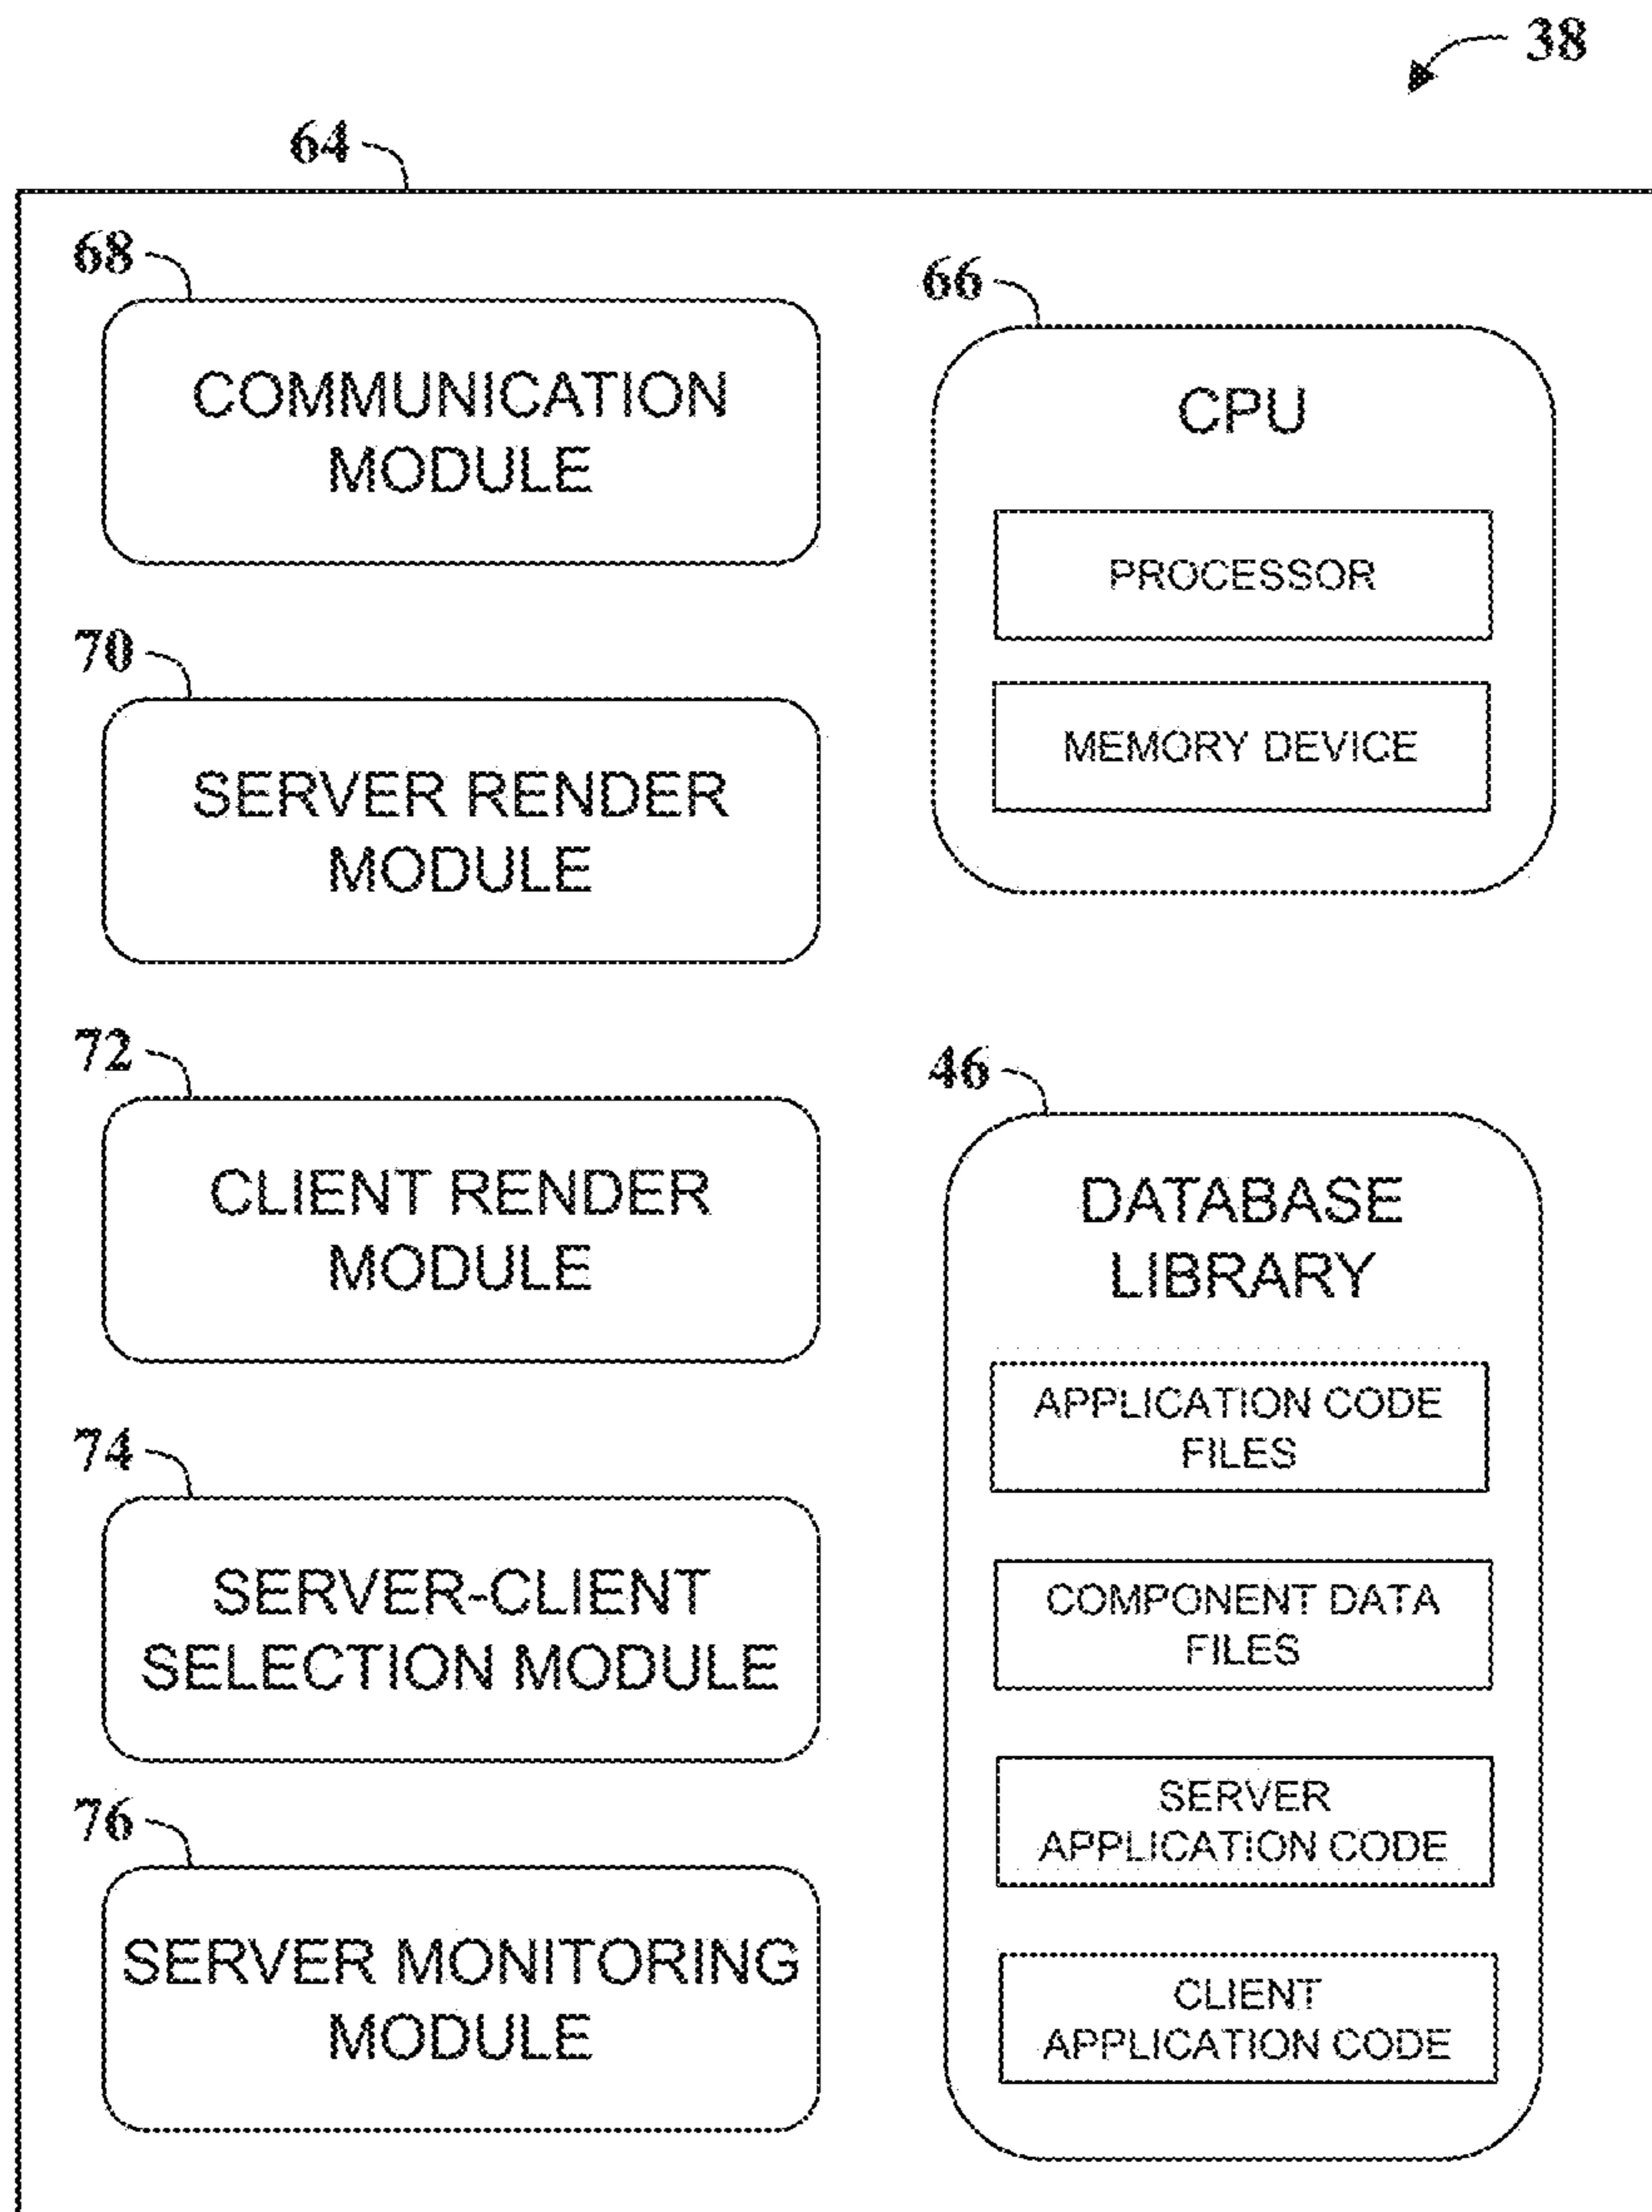 38
64
68
COMMUNICATION
MODULE
70
SERVER RENDER
MODULE
72
CLIENT RENDER
MODULE
74
SERVER-CLIENT
SELECTION MODULE
76
SERVER MONITORING
MODULE
66
CPU
PROCESSOR
MEMORY DEVICE
46
DATABASE
LIBRARY
APPLICATION CODE
FILES
COMPONENT DATA
FILES
SERVER
APPLICATION CODE
CLIENT
APPLICATION CODE